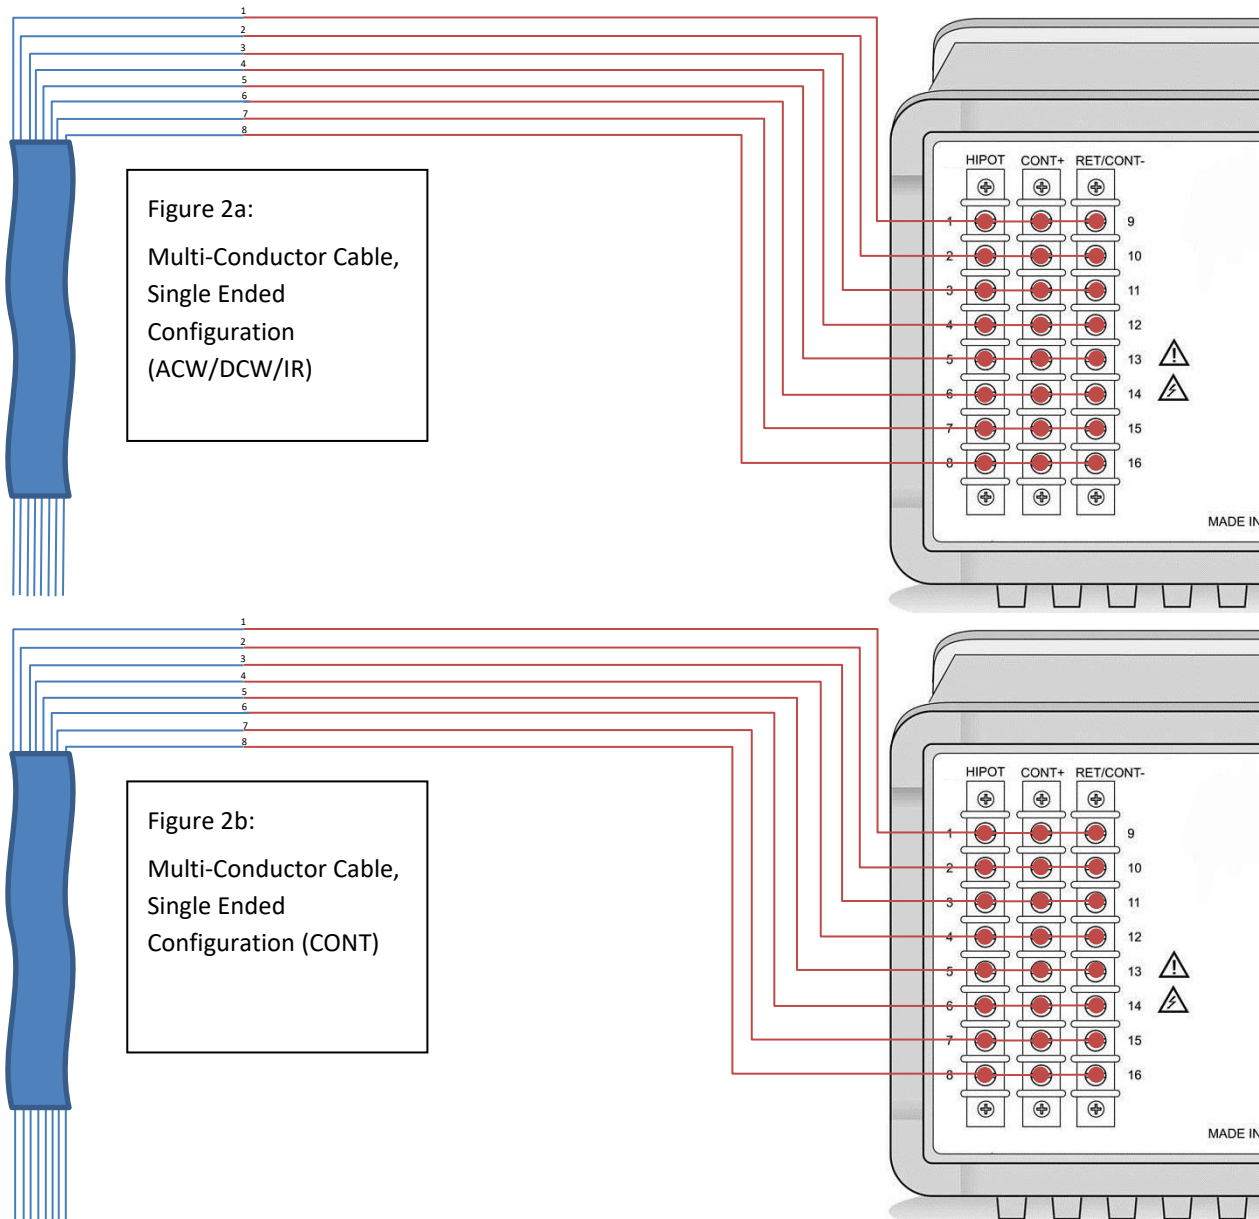 1
2
3
4
5
6
7
8
Figure 2a:
Multi-Conductor Cable,
Single Ended
Configuration
(ACW/DCW/IR)
HIPOT CONT+ RET/CONT-
1 9
2 10
3 11
4 12
5 13
6 14
7 15
8 16
MADE IN
1
2
3
4
5
6
7
8
Figure 2b:
Multi-Conductor Cable,
Single Ended
Configuration (CONT)
HIPOT CONT+ RET/CONT-
1 9
2 10
3 11
4 12
5 13
6 14
7 15
8 16
MADE IN